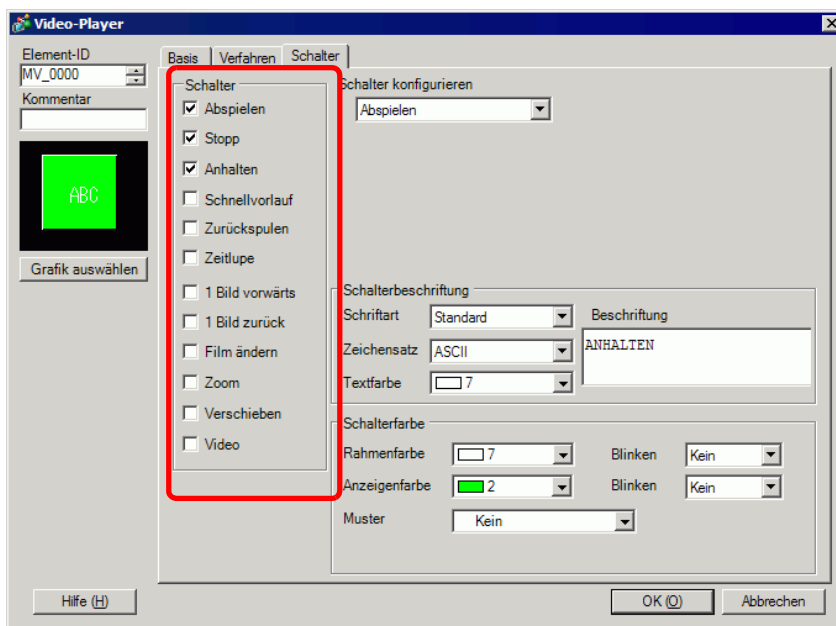 Video-Player
Element-ID
MV_0000
Kommentar
ABC
Grafik auswählen
Basis
Verfahren
Schalter
Schalter
Abspielen
Stopp
Anhalten
Schnellvorlauf
Zurückspulen
Zeitlupe
1 Bild vorwärts
1 Bild zurück
Film ändern
Zoom
Verschieben
Video
Schalter konfigurieren
Abspielen
Schalterbeschriftung
Schriftart Standard
Zeichensatz ASCII
Textfarbe 7
Beschriftung
ANHALTEN
Schalterfarbe
Rahmenfarbe 7 Blinken Kein
Anzeigenfarbe 2 Blinken Kein
Muster Kein
Hilfe (H)
OK (O)
Abbrechen